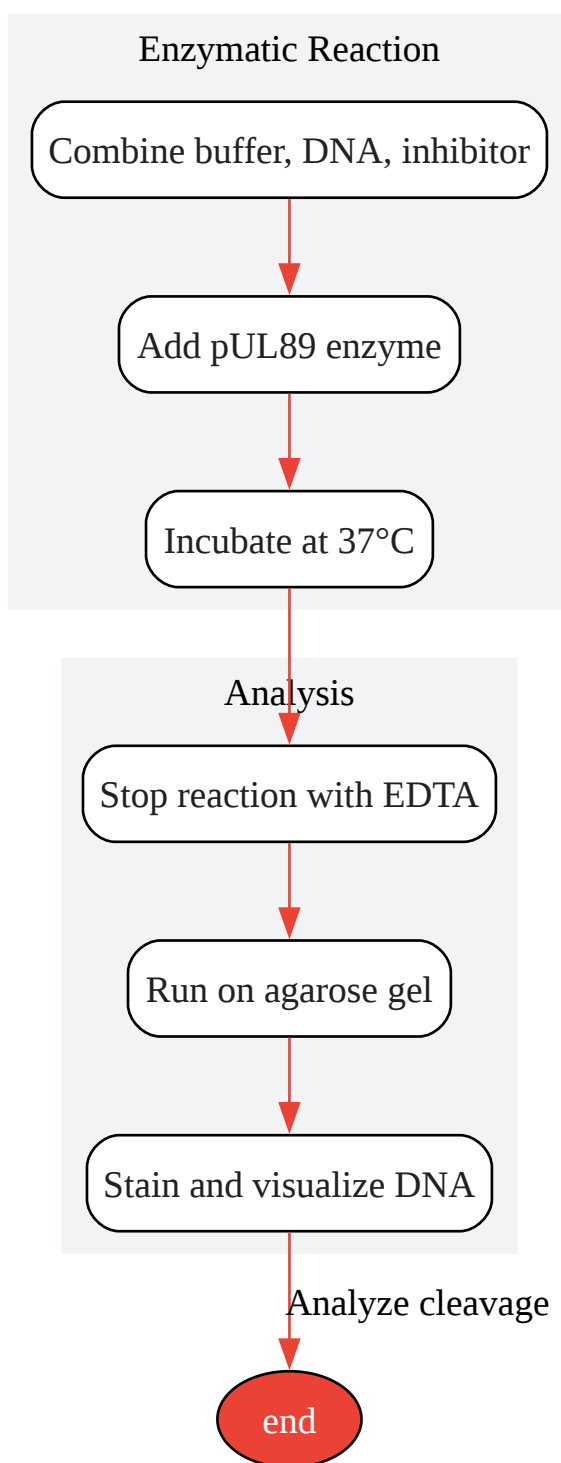 Enzymatic Reaction
Combine buffer, DNA, inhibitor
Add pUL89 enzyme
Incubate at 37°C
Analysis
Stop reaction with EDTA
Run on agarose gel
Stain and visualize DNA
Analyze cleavage
end